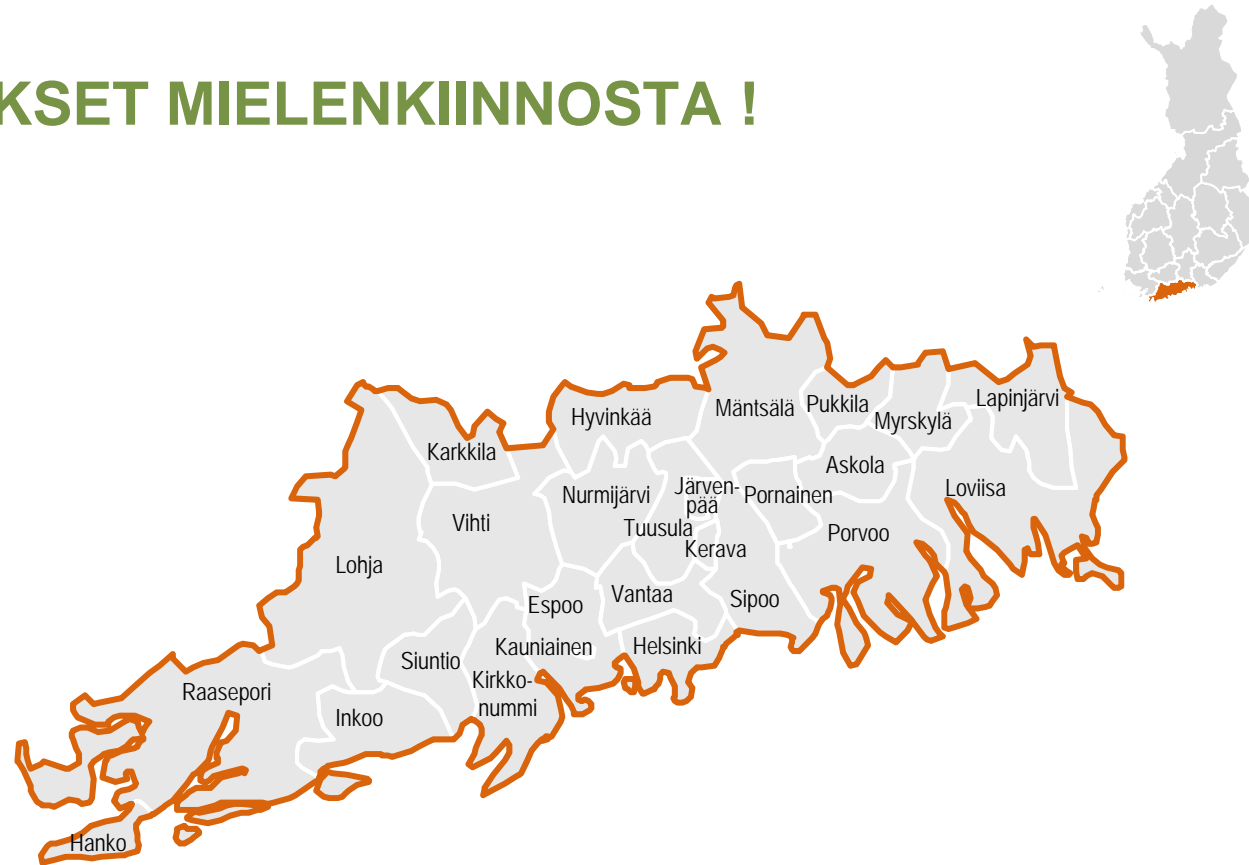 KSET MIELENKIINNOSTA !
Hyvinkää
Mäntsälä
Pukkila
Myrskylä
Lapinjärvi
Karkkila
Askola
Nurmijärvi
Järven-
pää
Pornainen
Loviisa
Vihti
Tuusula
Kerava
Porvoo
Lohja
Espoo
Vantaa
Sipoo
Kauniainen
Helsinki
Siuntio
Kirkko-
nummi
Raasepori
Inkoo
Hanko